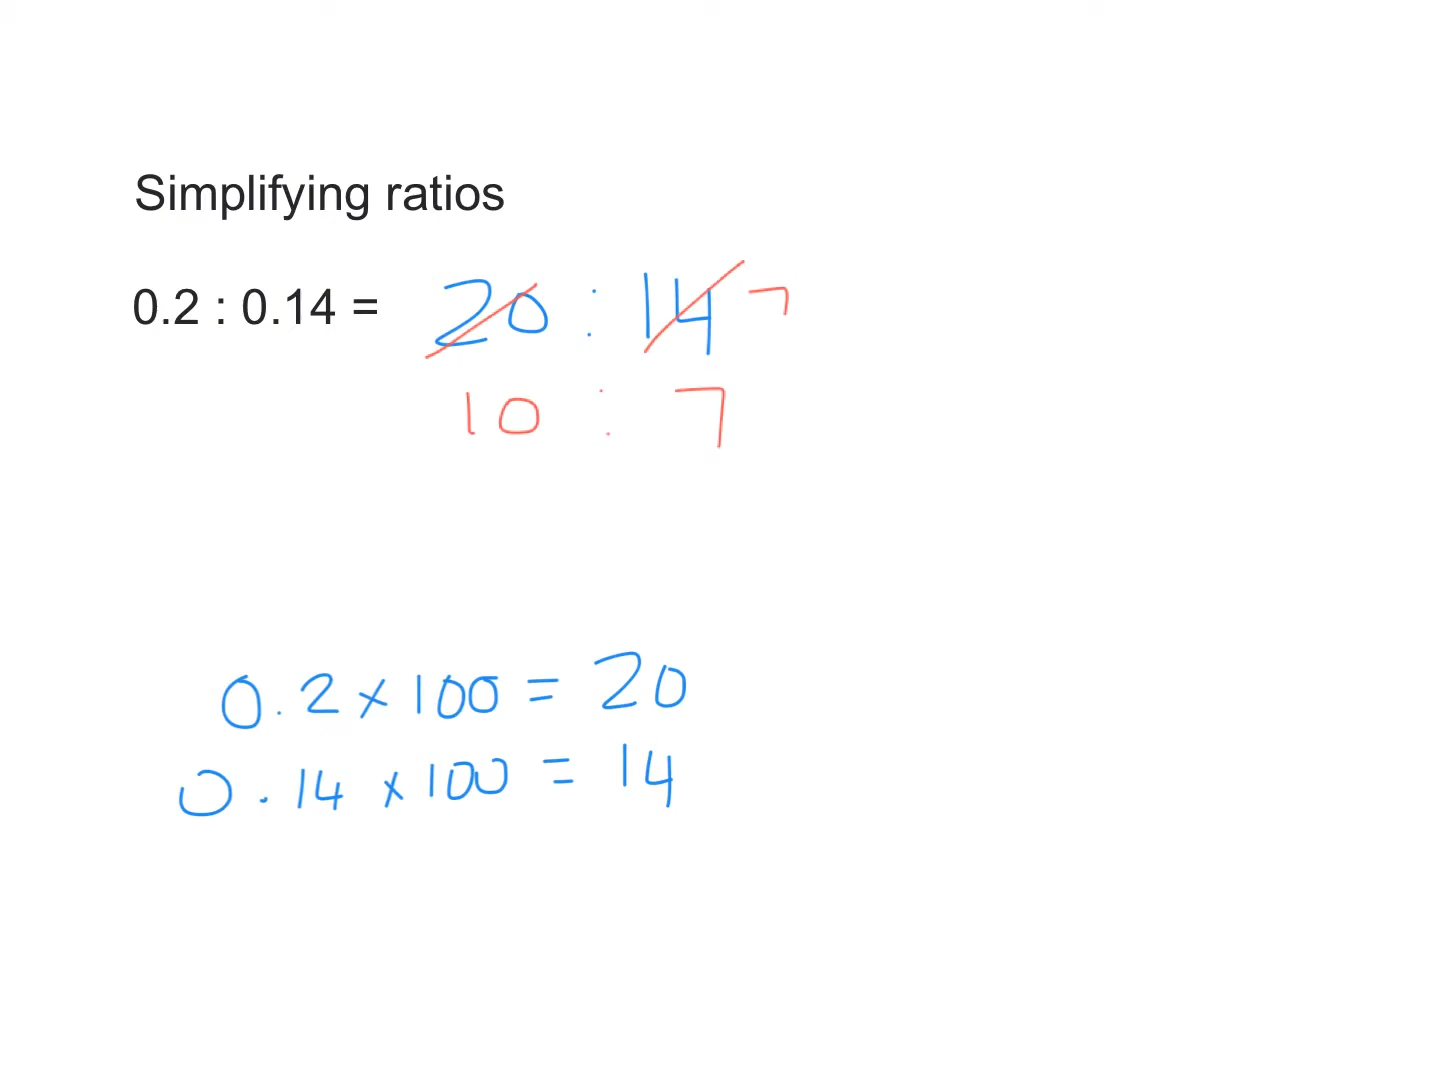 Simplifying ratios
0.2 : 0.14 = 20 : 14 7
10 : 7
0.2 × 100 = 20
0.14 × 100 = 14